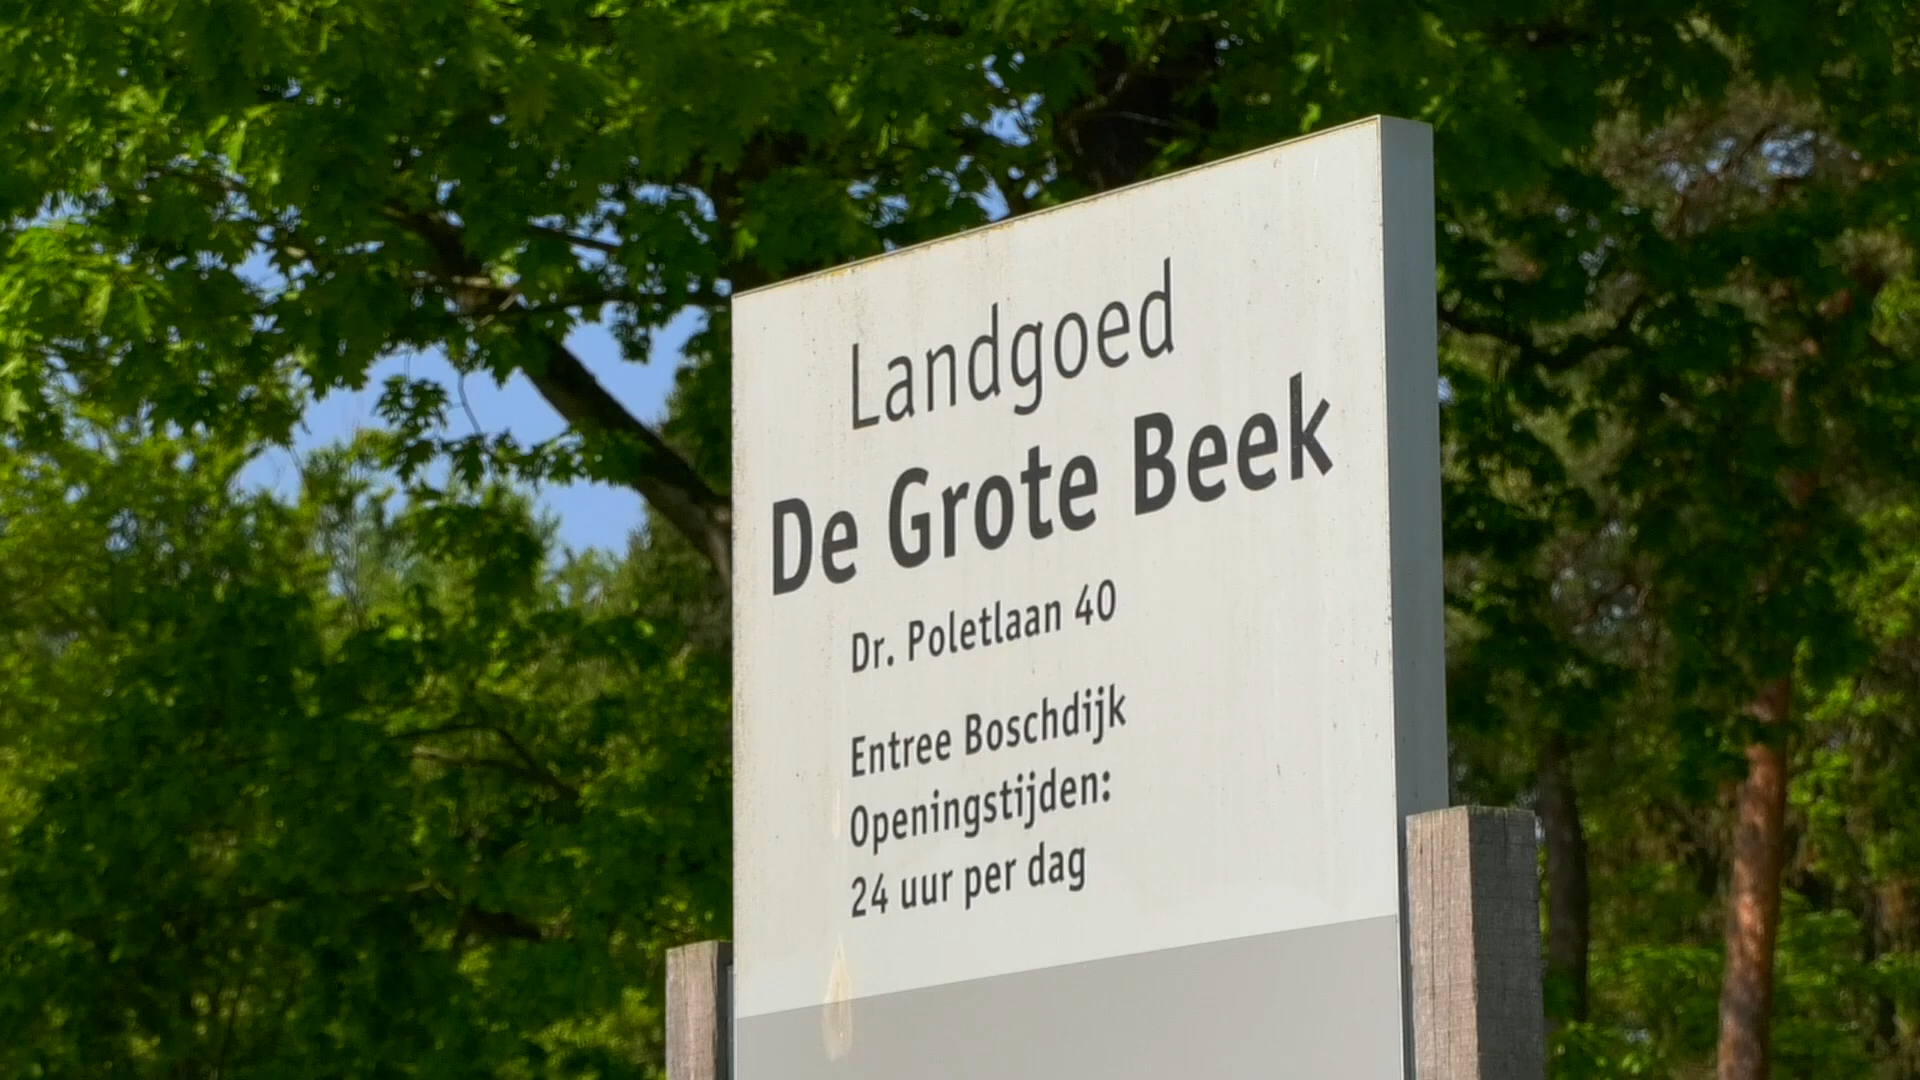 Landgoed
De Grote Beek
Dr. Poletlaan 40
Entree Boschdijk
Openingstijden:
24 uur per dag